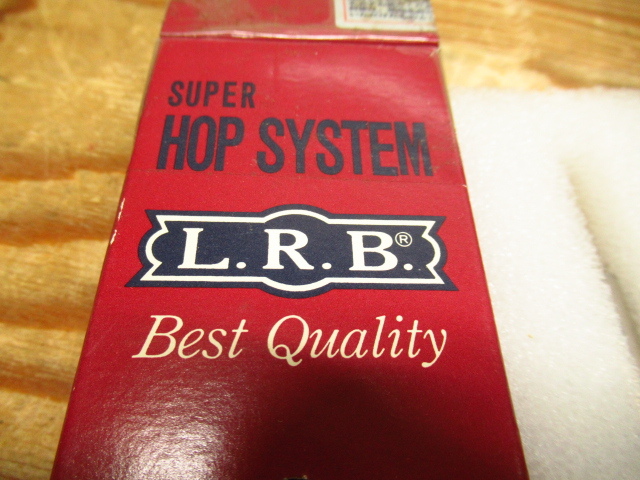 SUPER
HOP SYSTEM
L.R.B.®
Best Quality